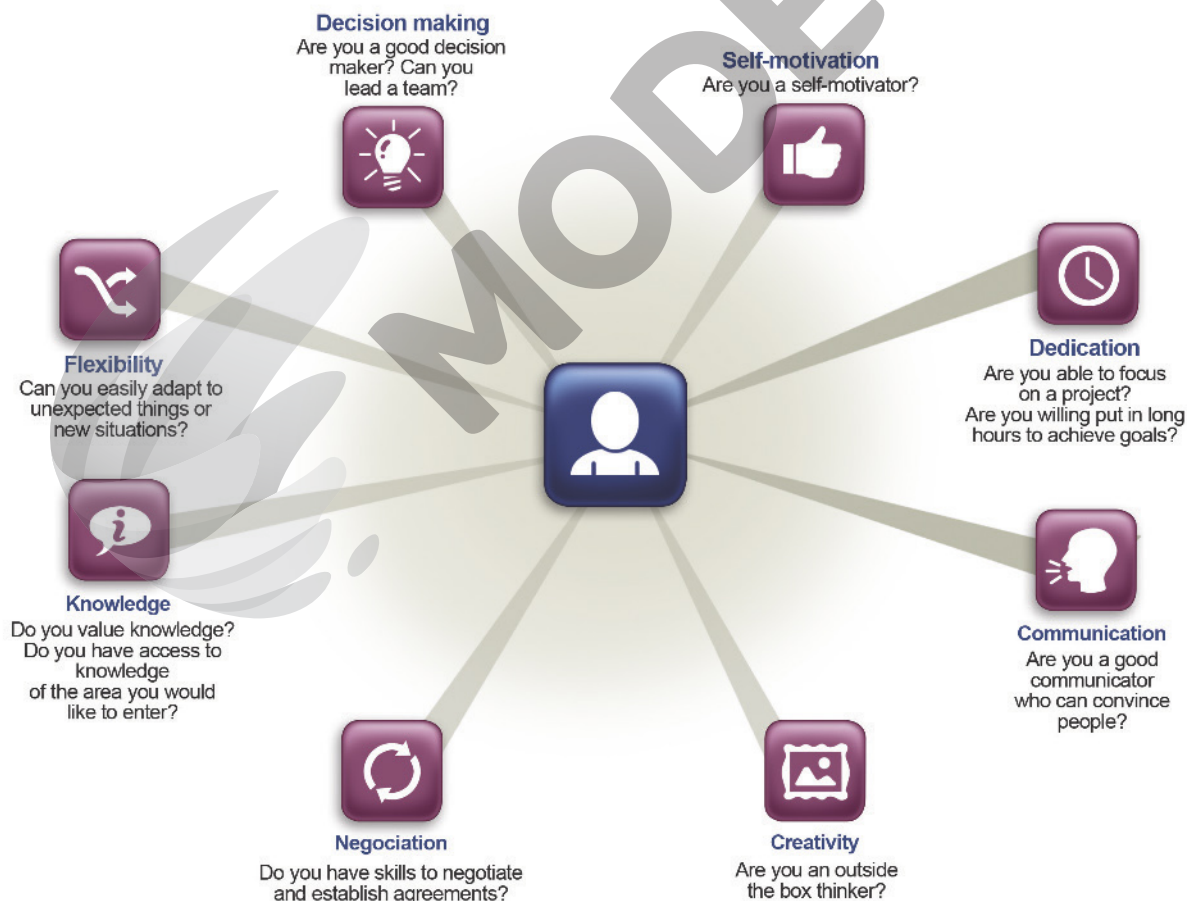 Decision making
Are you a good decision
maker? Can you
lead a team?
Self-motivation
Are you a self-motivator?
Flexibility
Can you easily adapt to
unexpected things or
new situations?
Dedication
Are you able to focus
on a project?
Are you willing put in long
hours to achieve goals?
Knowledge
Do you value knowledge?
Do you have access to
knowledge
of the area you would
like to enter?
Communication
Are you a good
communicator
who can convince
people?
Negociation
Do you have skills to negotiate
and establish agreements?
Creativity
Are you an outside
the box thinker?
i
MODE